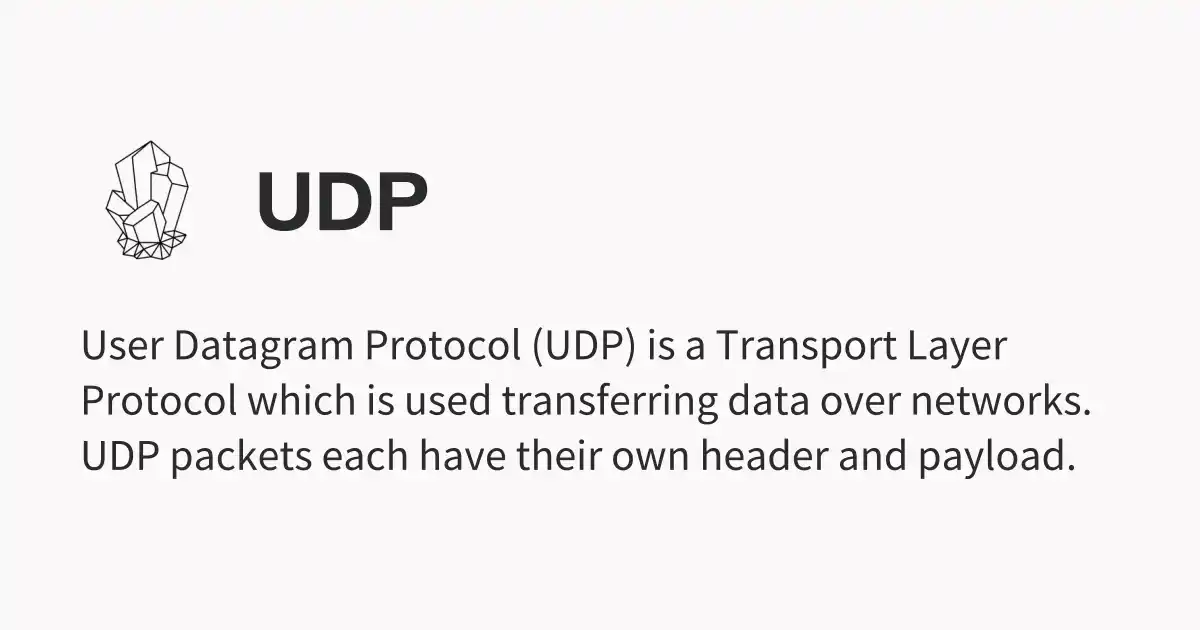 UDP
User Datagram Protocol (UDP) is a Transport Layer
Protocol which is used transferring data over networks.
UDP packets each have their own header and payload.